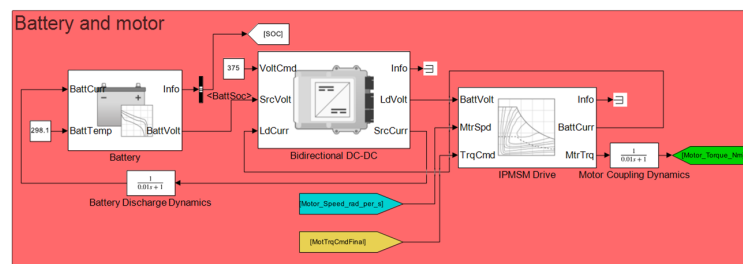 Battery and motor
[SOC]
375
VoltCmd
Info
BattCurr
Info
<BattSoc>
SrcVolt
LdVolt
BattVolt
Info
298.1
BattTemp
BattVolt
LdCurr
SrcCurr
MtrSpd
BattCurr
Battery
Bidirectional DC-DC
TrqCmd
MtrTrq
1
0.01s + 1
[Motor_Torque_Nm
IPMSM Drive
Motor Coupling Dynamics
1
0.01s + 1
Battery Discharge Dynamics
[Motor_Speed_rad_per_s]
[MotTrqCmdFinal]